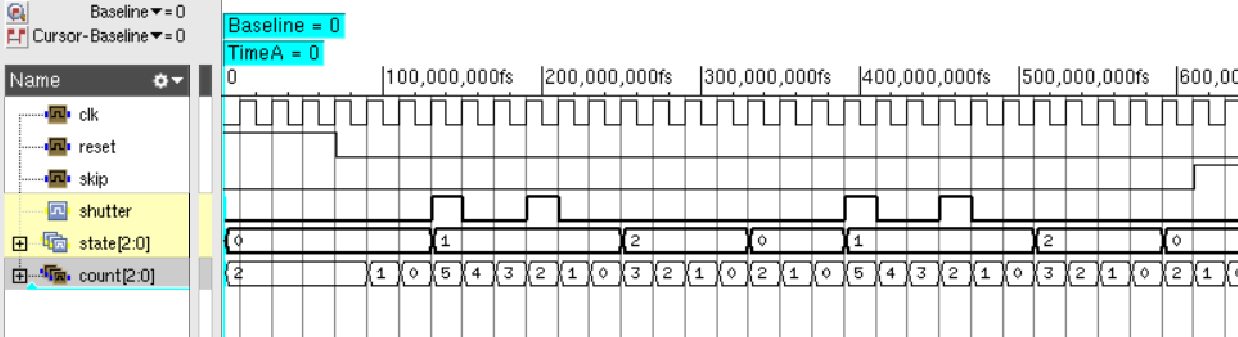 Baseline▼= 0
Cursor-Baseline▼= 0
Baseline = 0
TimeA = 0
Name
0 100,000,000fs 200,000,000fs 300,000,000fs 400,000,000fs 500,000,000fs 600,00
clk
reset
skip
shutter
state[2:0] 0 1 2 0 1 2 0
count[2:0] 2 1 0 5 4 3 2 1 0 3 2 1 0 2 1 0 5 4 3 2 1 0 3 2 1 0 2 1 0